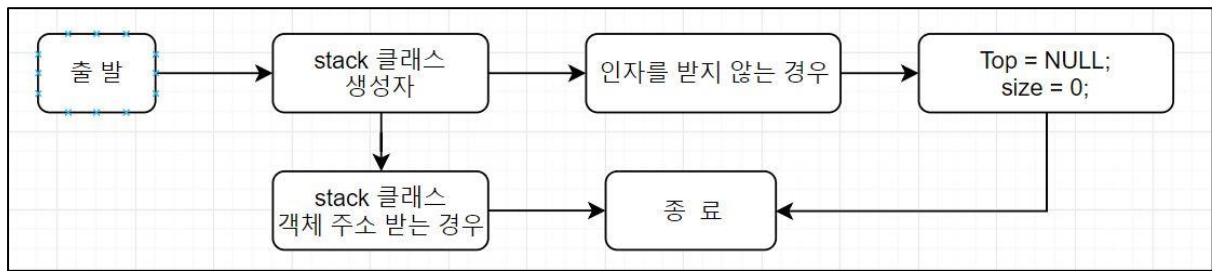 출 발
stack 클래스
생성자
인자를 받지 않는 경우
Top = NULL;
size = 0;
stack 클래스
객체 주소 받는 경우
종 료